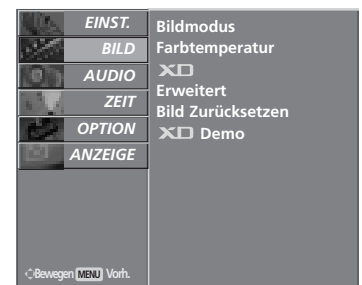 EINST.
BILD
AUDIO
ZEIT
OPTION
ANZEIGE
Bewegen MENU Vorh.
Bildmodus
Farbtemperatur
XD
Erweitert
Bild Zurücksetzen
XD Demo